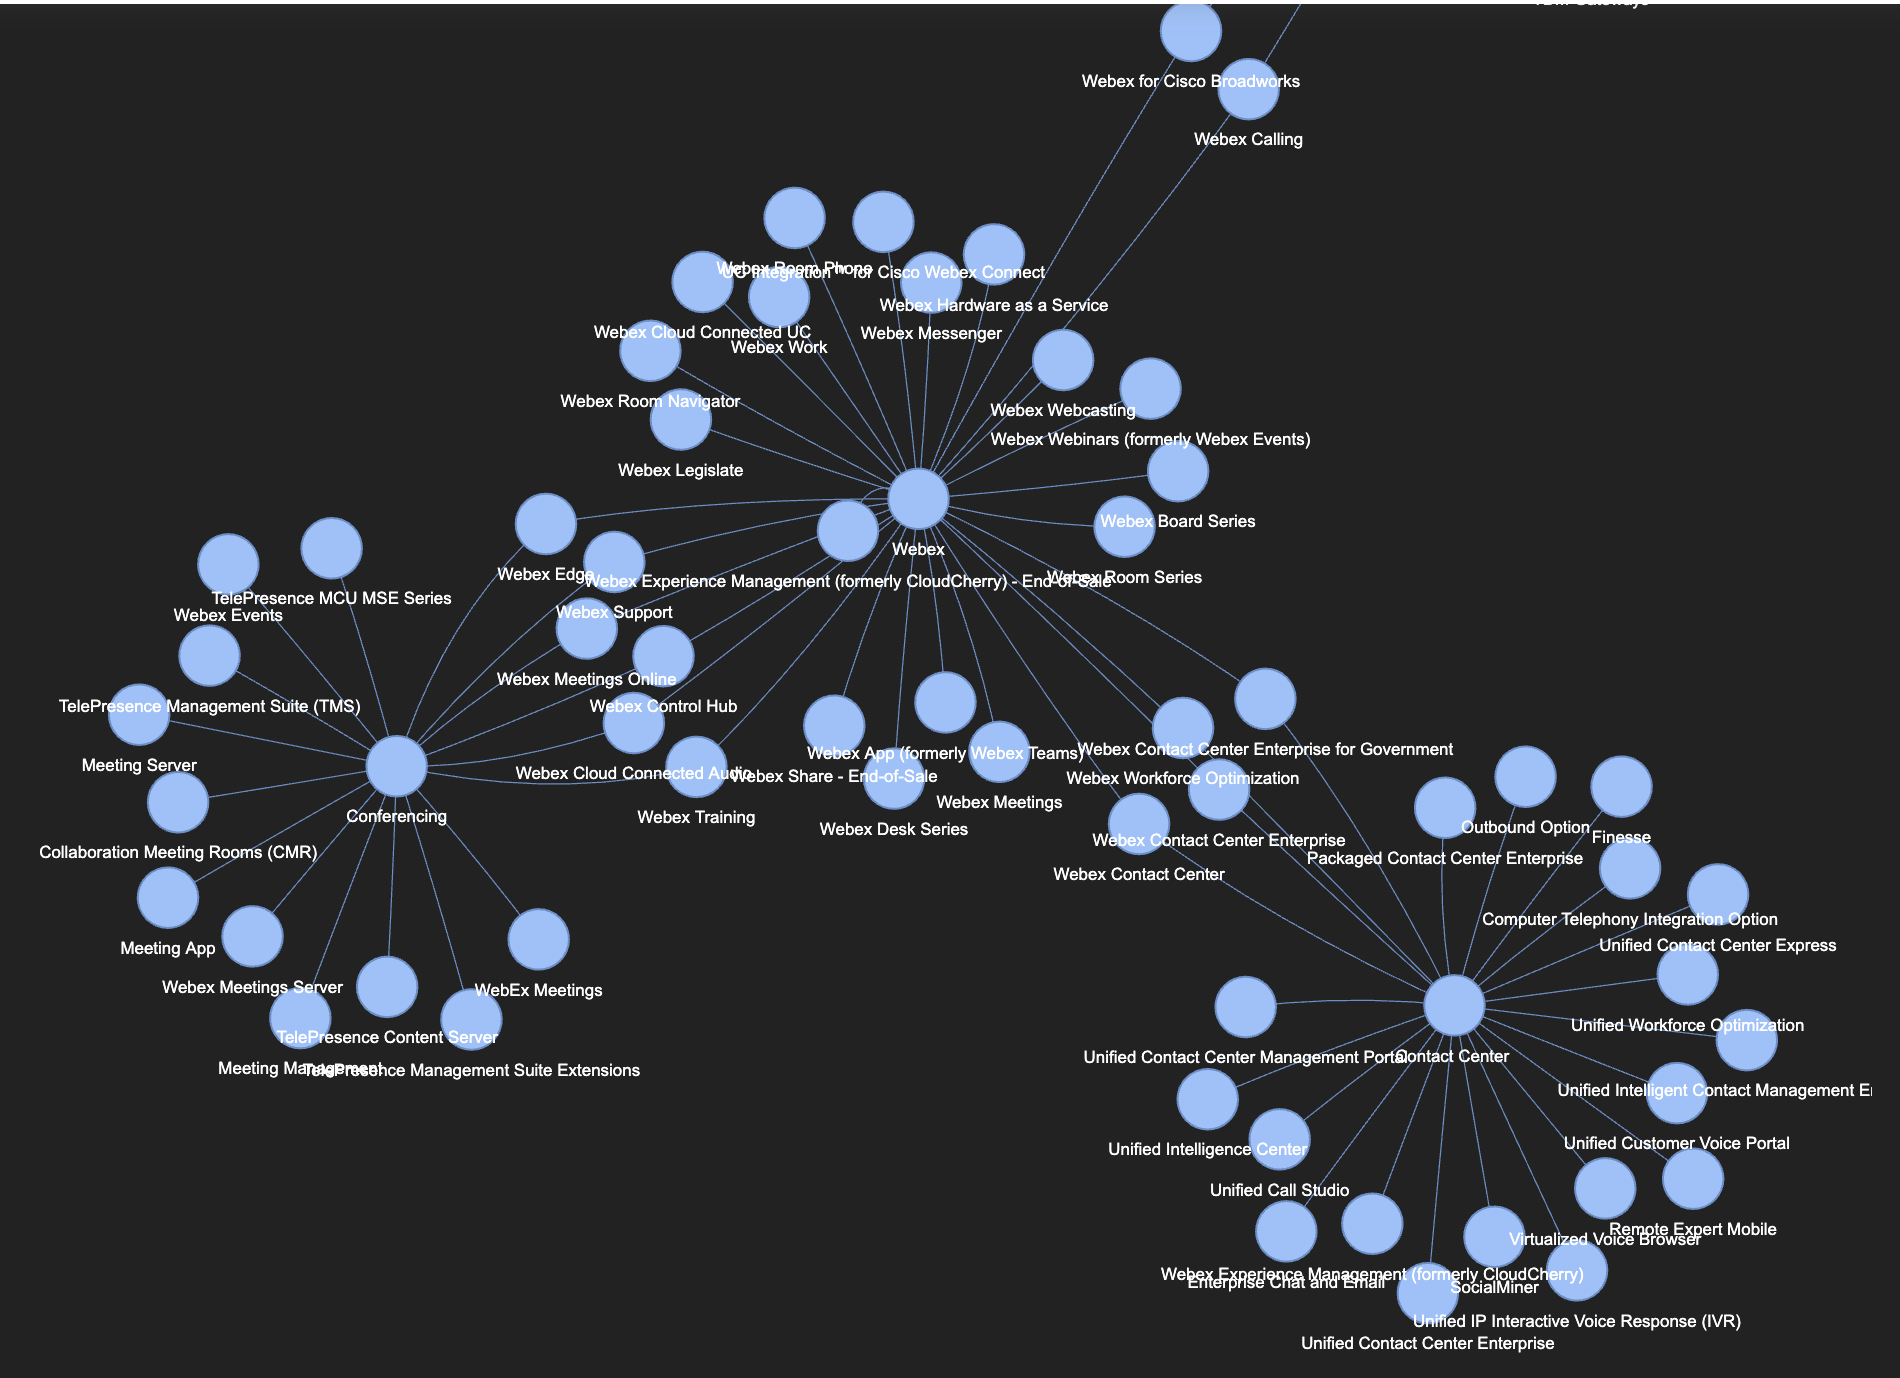 TDM Gateways
Webex for Cisco Broadworks
Webex Calling
Webex Room Phone
UC Integration™ for Cisco Webex Connect
Webex Hardware as a Service
Webex Cloud Connected UC
Webex Messenger
Webex Work
Webex Room Navigator
Webex Webcasting
Webex Webinars (formerly Webex Events)
Webex Legislate
Webex Board Series
Webex
Webex Edge
Webex Experience Management (formerly CloudCherry) - End-of-Sale
Webex Room Series
TelePresence MCU MSE Series
Webex Events
Webex Support
Webex Meetings Online
TelePresence Management Suite (TMS)
Webex Control Hub
Webex App (formerly Webex Teams)
Webex Contact Center Enterprise for Government
Meeting Server
Webex Cloud Connected Audio
Webex Share - End-of-Sale
Webex Workforce Optimization
Webex Meetings
Conferencing
Webex Training
Webex Desk Series
Outbound Option
Finesse
Webex Contact Center Enterprise
Collaboration Meeting Rooms (CMR)
Packaged Contact Center Enterprise
Webex Contact Center
Computer Telephony Integration Option
Meeting App
Unified Contact Center Express
Webex Meetings Server
WebEx Meetings
Unified Workforce Optimization
TelePresence Content Server
Unified Contact Center Management Portal
Contact Center
Meeting Management
TelePresence Management Suite Extensions
Unified Intelligent Contact Management
Unified Customer Voice Portal
Unified Intelligence Center
Unified Call Studio
Remote Expert Mobile
Virtualized Voice Browser
Webex Experience Management (formerly CloudCherry)
Enterprise Chat and Email
SocialMiner
Unified IP Interactive Voice Response (IVR)
Unified Contact Center Enterprise